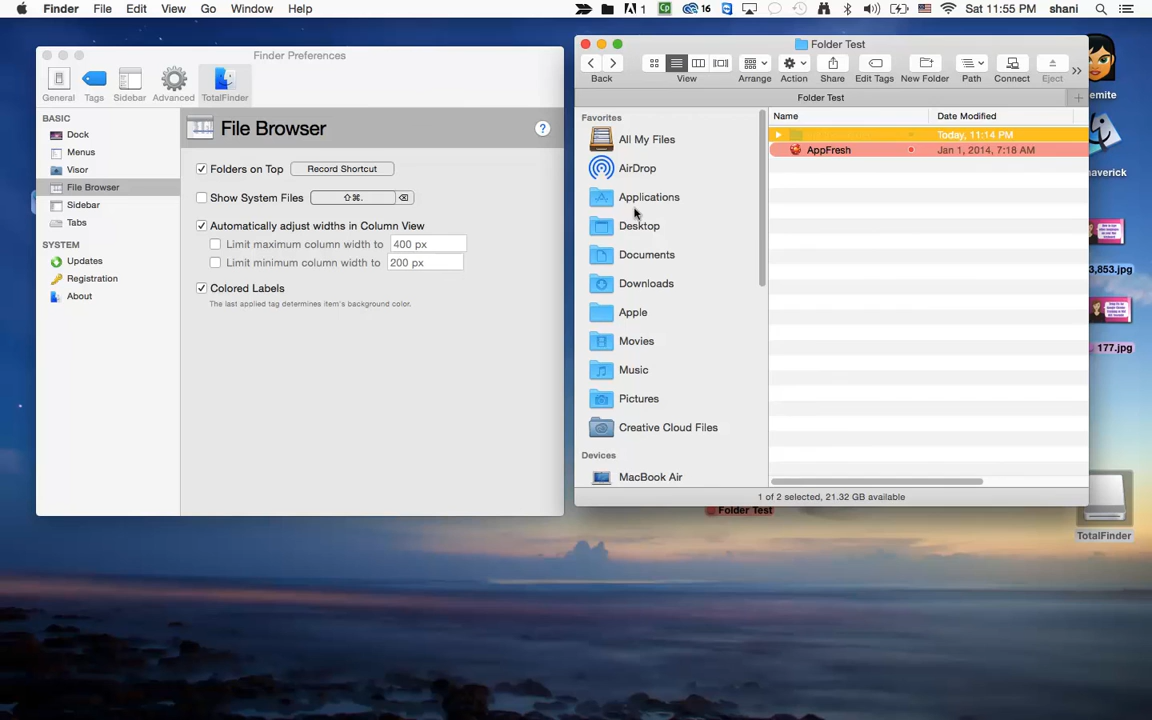 Finder File Edit View Go Window Help
1
16
Sat 11:55 PM shani
Finder Preferences
General Tags Sidebar Advanced TotalFinder
BASIC
Dock
Menus
Visor
File Browser
Sidebar
Tabs
SYSTEM
Updates
Registration
About
File Browser
?
Folders on Top Record Shortcut
Show System Files ⇧⌘.
Automatically adjust widths in Column View
Limit maximum column width to 400 px
Limit minimum column width to 200 px
Colored Labels
The last applied tag determines item's background color.
Folder Test
Back View Arrange Action Share Edit Tags New Folder Path Connect Eject
Folder Test
Favorites
All My Files
AirDrop
Applications
Desktop
Documents
Downloads
Apple
Movies
Music
Pictures
Creative Cloud Files
Devices
MacBook Air
Name Date Modified
Today, 11:14 PM
AppFresh Jan 1, 2014, 7:18 AM
1 of 2 selected, 21.32 GB available
Folder Test
emite
averick
3,853.jpg
177.jpg
TotalFinder